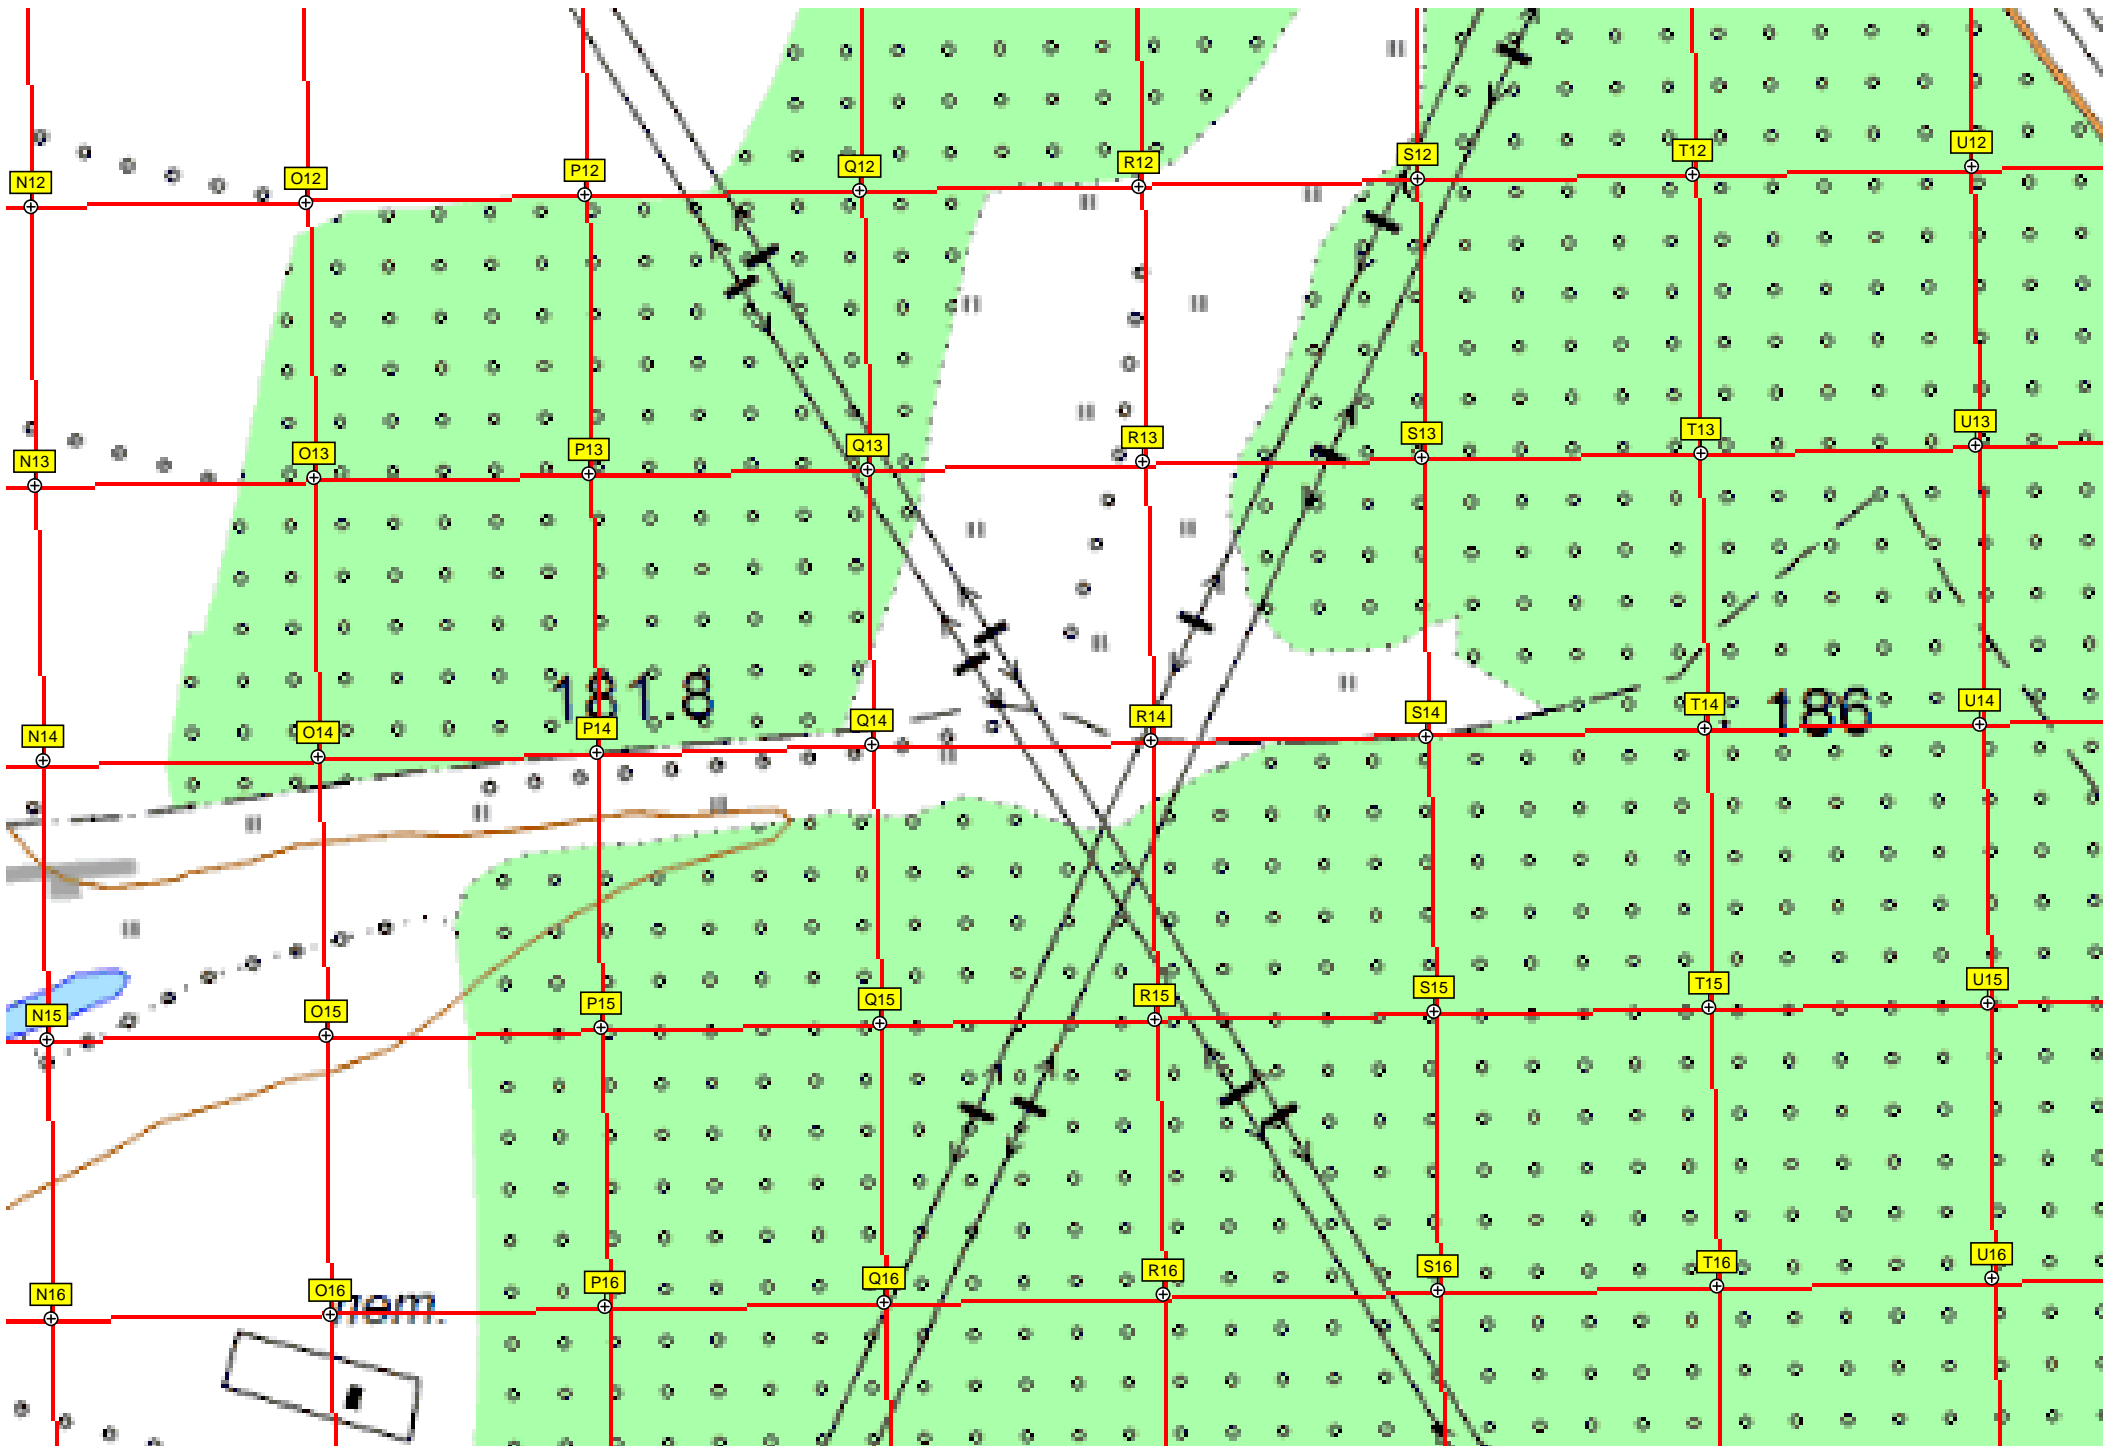 N12 O12 P12 Q12 R12 S12 T12 U12
N13 O13 P13 Q13 R13 S13 T13 U13
181.8 186
N14 O14 P14 Q14 R14 S14 T14 U14
N15 O15 P15 Q15 R15 S15 T15 U15
N16 O16 P16 Q16 R16 S16 T16 U16